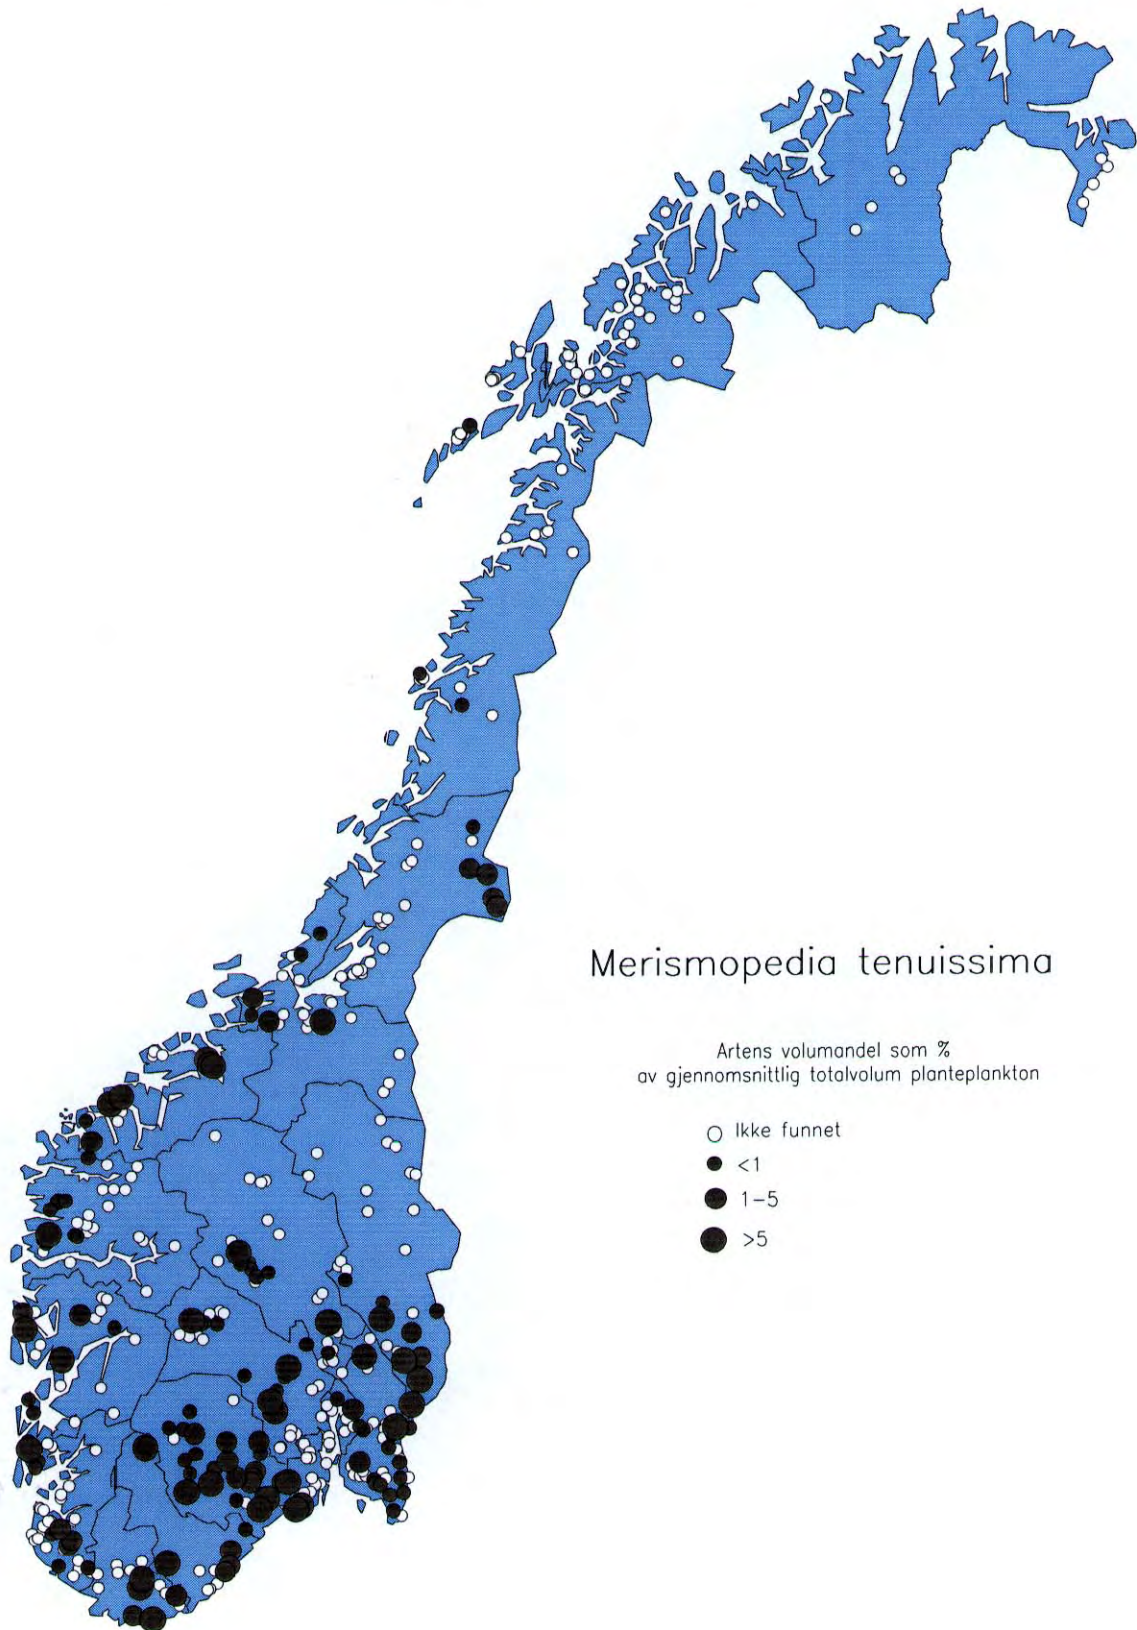 Merismopedia tenuissima
Artens volumandel som %
av gjennomsnittlig totalvolum planteplankton
Ikke funnet
<1
1–5
>5